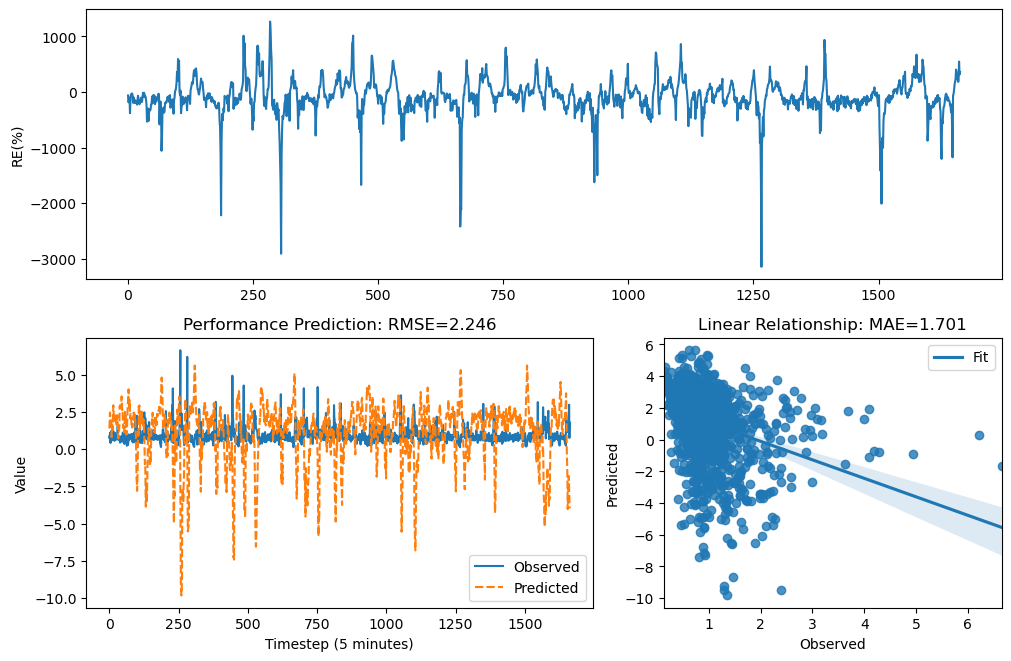 1000
0
−1000
−2000
−3000
RE(%)
0 250 500 750 1000 1250 1500
Performance Prediction: RMSE=2.246
5.0
2.5
0.0
−2.5
−5.0
−7.5
−10.0
Value
Observed
Predicted
0 250 500 750 1000 1250 1500
Timestep (5 minutes)
Linear Relationship: MAE=1.701
6
4
2
0
−2
−4
−6
−8
−10
Predicted
Fit
1 2 3 4 5 6
Observed